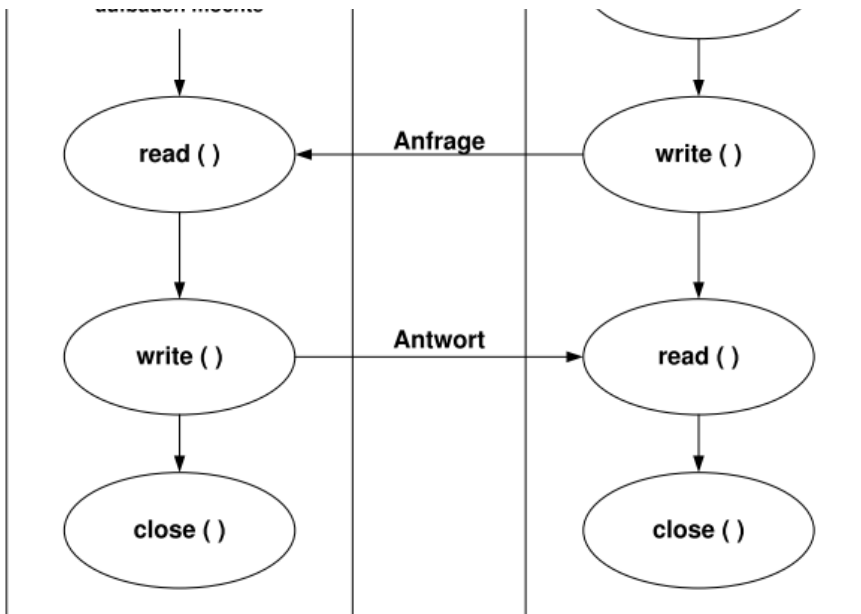 read ( )
Anfrage
write ( )
write ( )
Antwort
read ( )
close ( )
close ( )